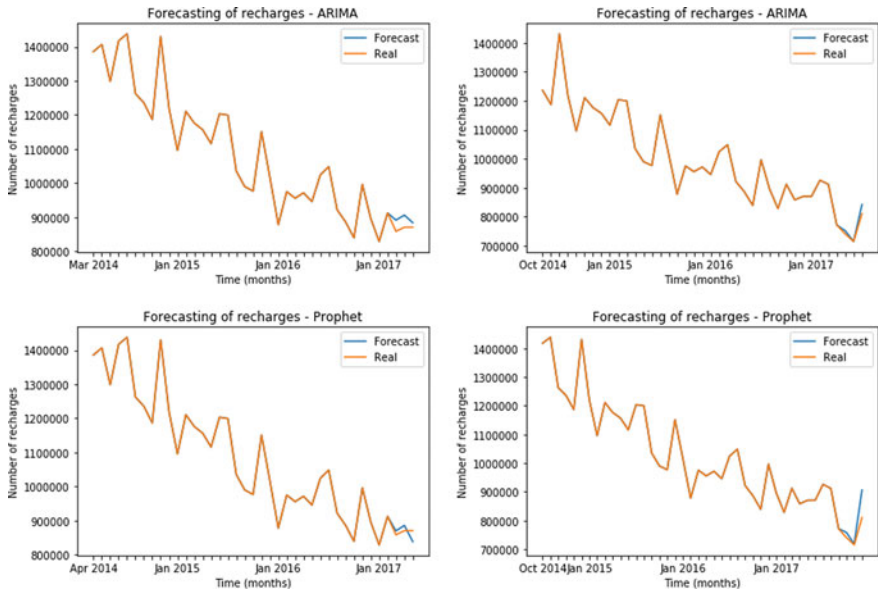 Forecasting of recharges - ARIMA
Forecast
Real
Number of recharges
1400000
1300000
1200000
1100000
1000000
900000
800000
Mar 2014
Jan 2015
Jan 2016
Jan 2017
Time (months)
Forecasting of recharges - ARIMA
Forecast
Real
Number of recharges
1400000
1300000
1200000
1100000
1000000
900000
800000
700000
Oct 2014
Jan 2015
Jan 2016
Jan 2017
Time (months)
Forecasting of recharges - Prophet
Forecast
Real
Number of recharges
1400000
1300000
1200000
1100000
1000000
900000
800000
Apr 2014
Jan 2015
Jan 2016
Jan 2017
Time (months)
Forecasting of recharges - Prophet
Forecast
Real
Number of recharges
1400000
1300000
1200000
1100000
1000000
900000
800000
700000
Oct 2014
Jan 2015
Jan 2016
Jan 2017
Time (months)